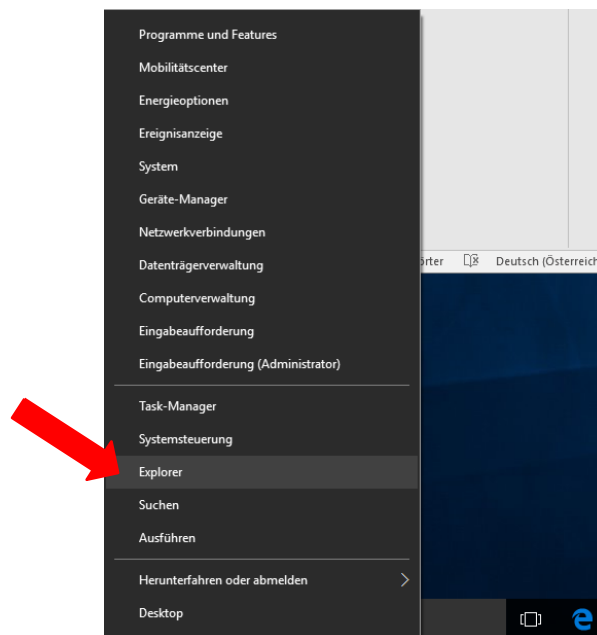 Programme und Features
Mobilitätscenter
Energieoptionen
Ereignisanzeige
System
Geräte-Manager
Netzwerkverbindungen
Datenträgerverwaltung
Computerverwaltung
Eingabeaufforderung
Eingabeaufforderung (Administrator)
Task-Manager
Systemsteuerung
Explorer
Suchen
Ausführen
Herunterfahren oder abmelden
Desktop
Deutsch (Österreich